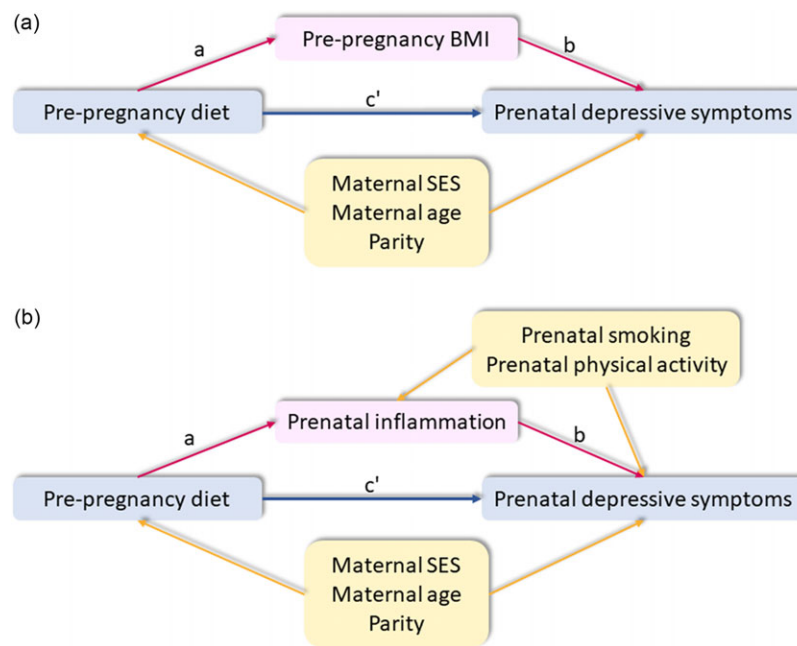 (a)
Pre-pregnancy BMI
a
b
Pre-pregnancy diet
c'
Prenatal depressive symptoms
Maternal SES
Maternal age
Parity
(b)
Prenatal smoking
Prenatal physical activity
Prenatal inflammation
a
b
Pre-pregnancy diet
c'
Prenatal depressive symptoms
Maternal SES
Maternal age
Parity